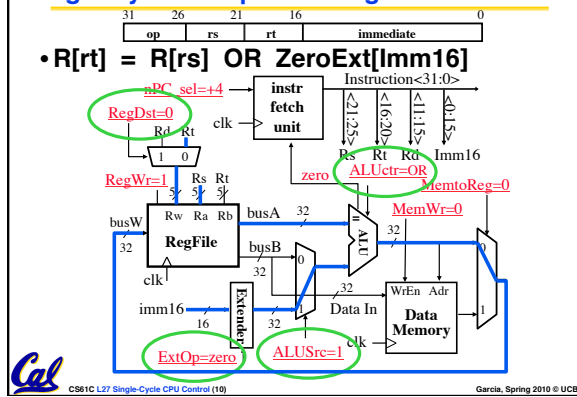 31 26 21 16 0
op rs rt immediate
• R[rt] = R[rs] OR ZeroExt[Imm16]
nPC_sel=+4
instr fetch unit
Instruction<31:0>
RegDst=0
clk
<21:25>
<16:20>
<11:15>
<0:15>
Rd Rt
1 0
Rs Rt Rd Imm16
zero
ALUctr=OR
RegWr=1
Rs Rt
5 5 5
MemtoReg=0
MemWr=0
busW
32
Rw Ra Rb
RegFile
busA
32
busB
32
=
ALU
32
0
clk
0
32
WrEn Adr
Data In
Data Memory
1
imm16
16
Extender
32
1
clk
ExtOp=zero
ALUSrc=1
Cal
CS61C L27 Single-Cycle CPU Control (10)
Garcia, Spring 2010 © UCB